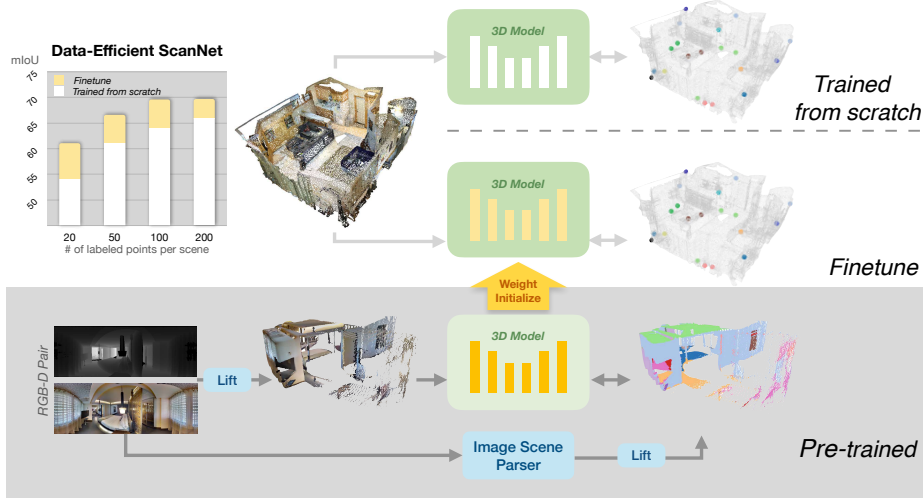 Data-Efficient ScanNet
mIoU
Finetune
Trained from scratch
75
70
65
60
55
50
20
50
100
200
# of labeled points per scene
3D Model
Trained
from scratch
3D Model
Finetune
Weight
Initialize
RGB-D Pair
Lift
3D Model
Image Scene
Parser
Lift
Pre-trained